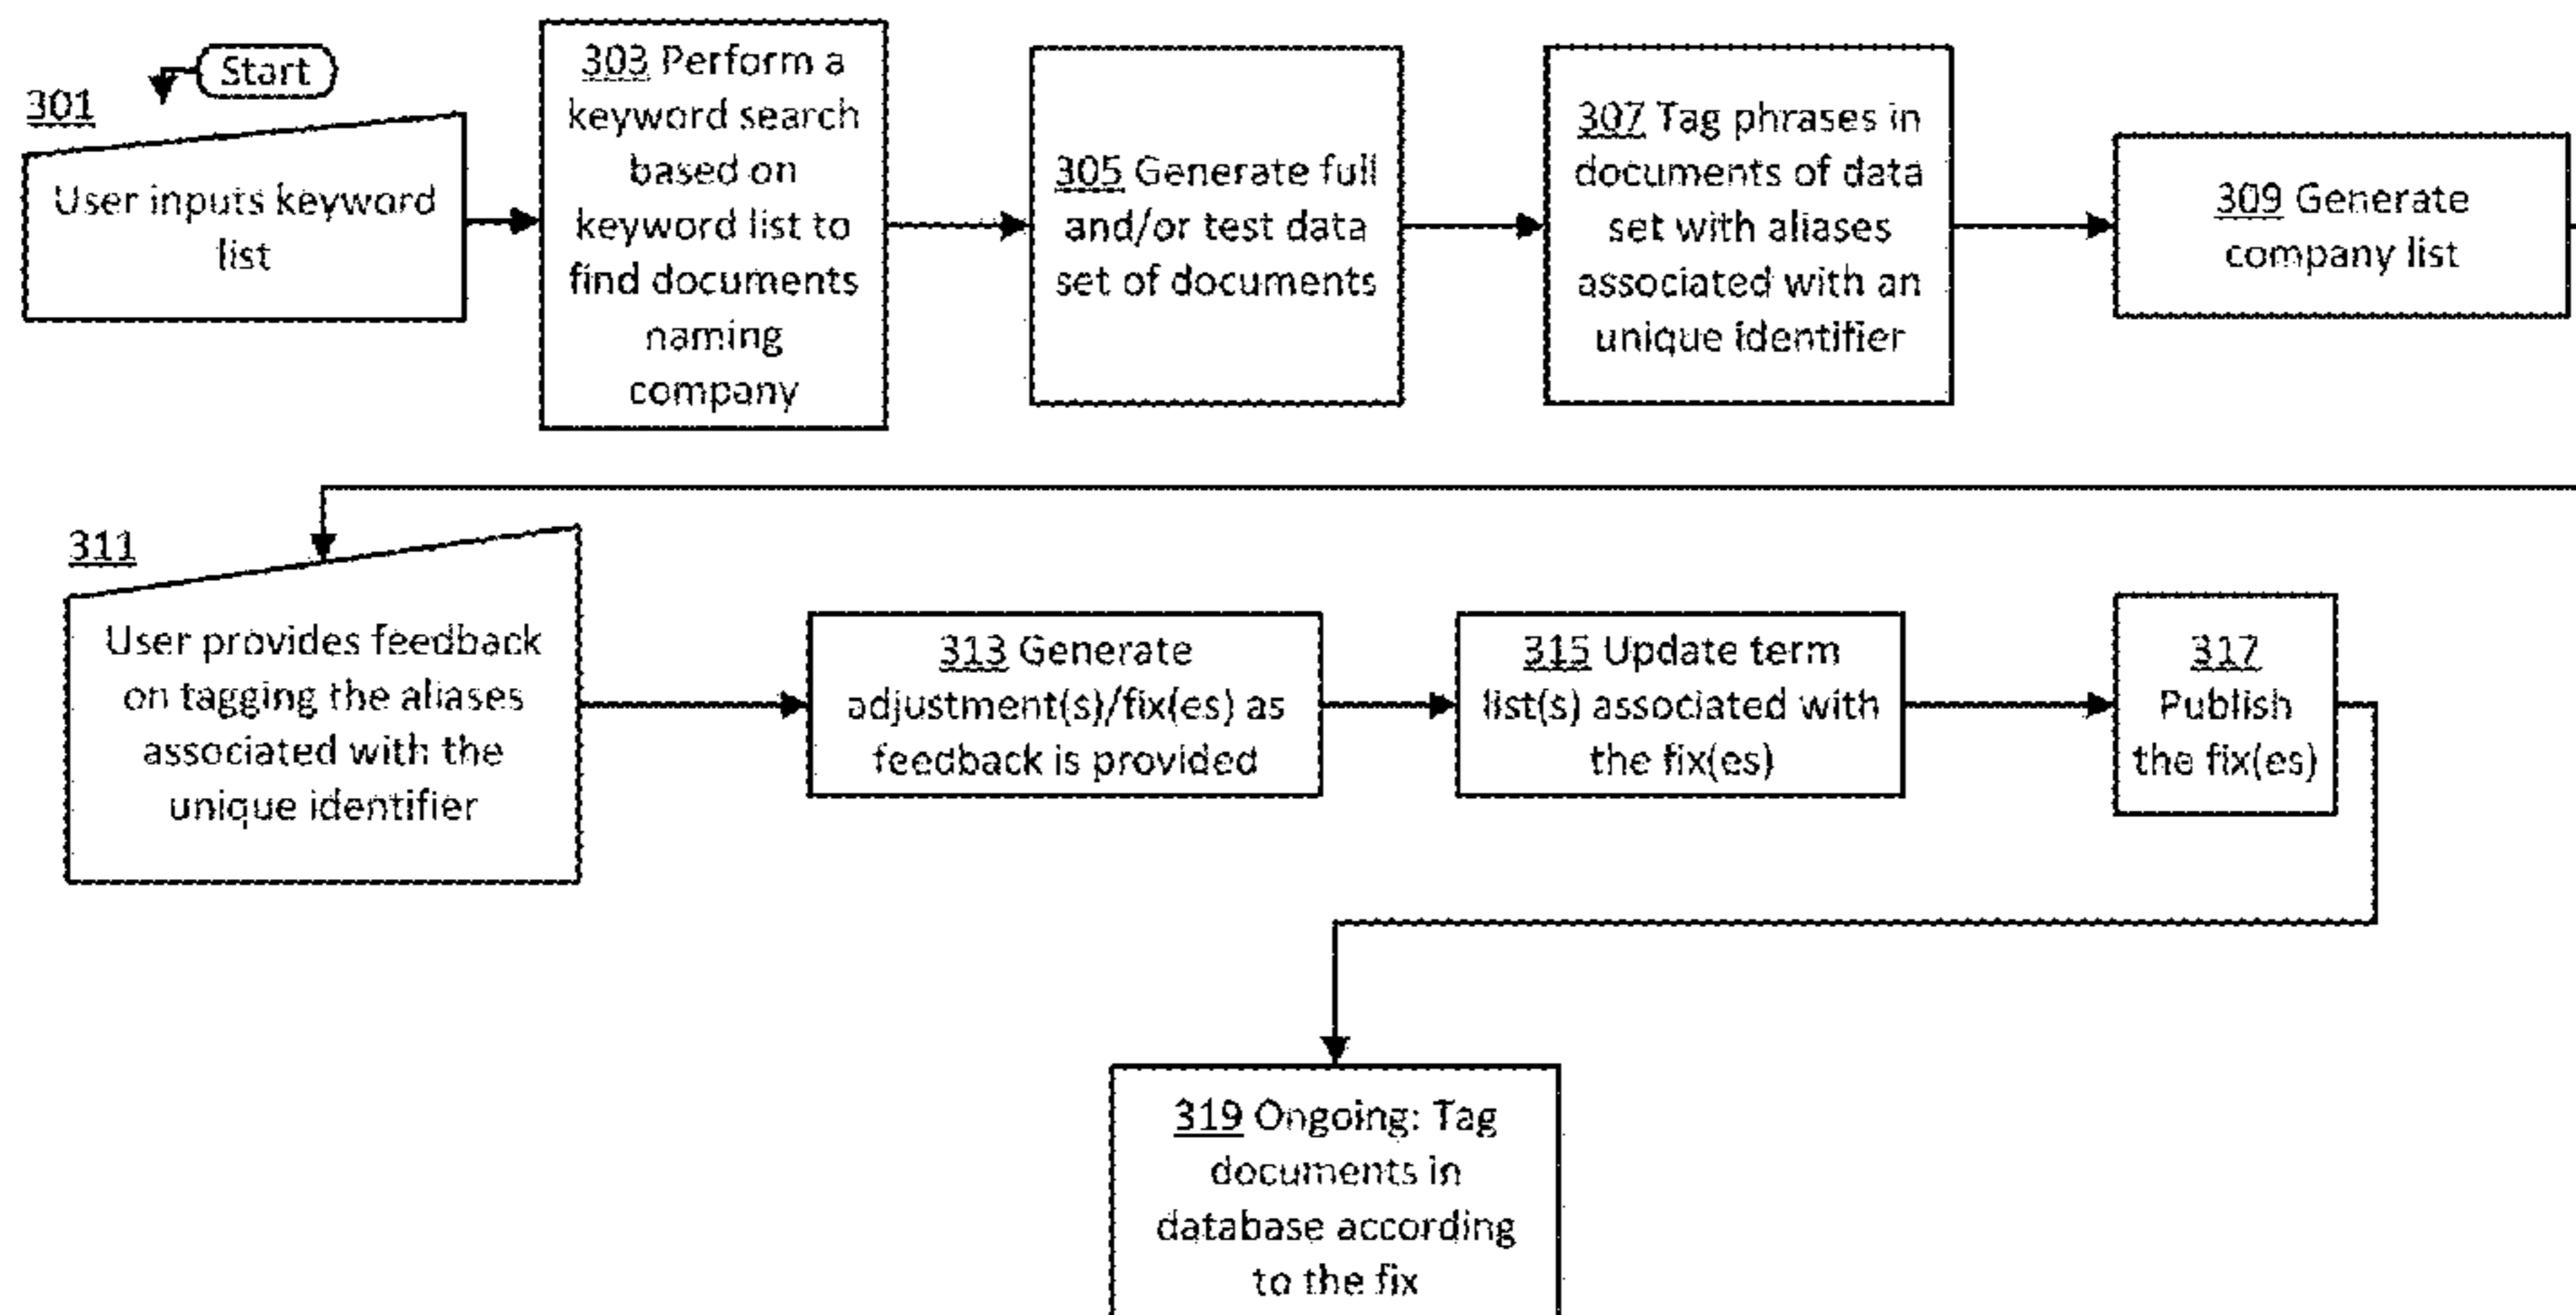 Start
301
User inputs keyword
list
303 Perform a
keyword search
based on
keyword list to
find documents
naming
company
305 Generate full
and/or test data
set of documents
307 Tag phrases in
documents of data
set with aliases
associated with an
unique identifier
309 Generate
company list
311
User provides feedback
on tagging the aliases
associated with the
unique identifier
313 Generate
adjustment(s)/fix(es) as
feedback is provided
315 Update term
list(s) associated with
the fix(es)
317
Publish
the fix(es)
319 Ongoing: Tag
documents in
database according
to the fix